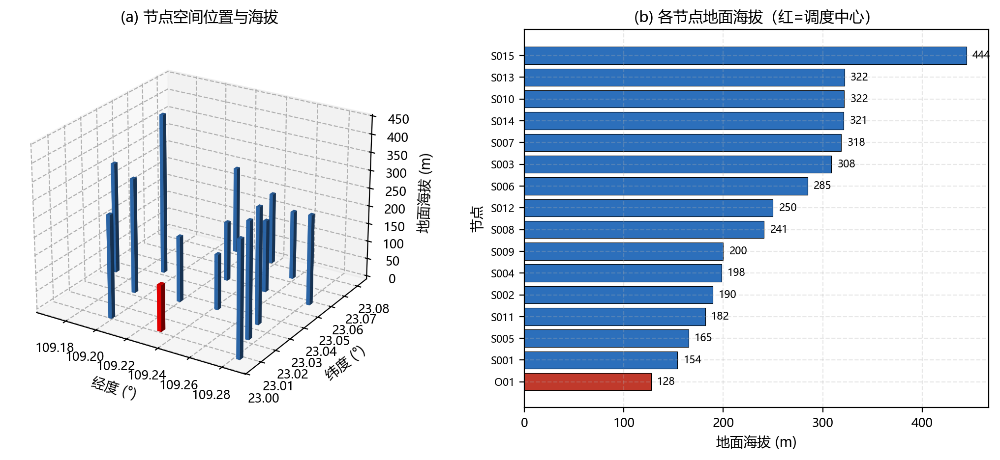 (a) 节点空间位置与海拔
450
400
350
300
250
200
150
100
50
0
地面海拔 (m)
109.18
109.20
109.22
109.24
109.26
109.28
经度 (°)
23.08
23.07
23.06
23.05
23.04
23.03
23.02
23.01
23.00
纬度 (°)
(b) 各节点地面海拔（红=调度中心）
节点
S015 444
S013 322
S010 322
S014 321
S007 318
S003 308
S006 285
S012 250
S008 241
S009 200
S004 198
S002 190
S011 182
S005 165
S001 154
O01 128
0 100 200 300 400
地面海拔 (m)